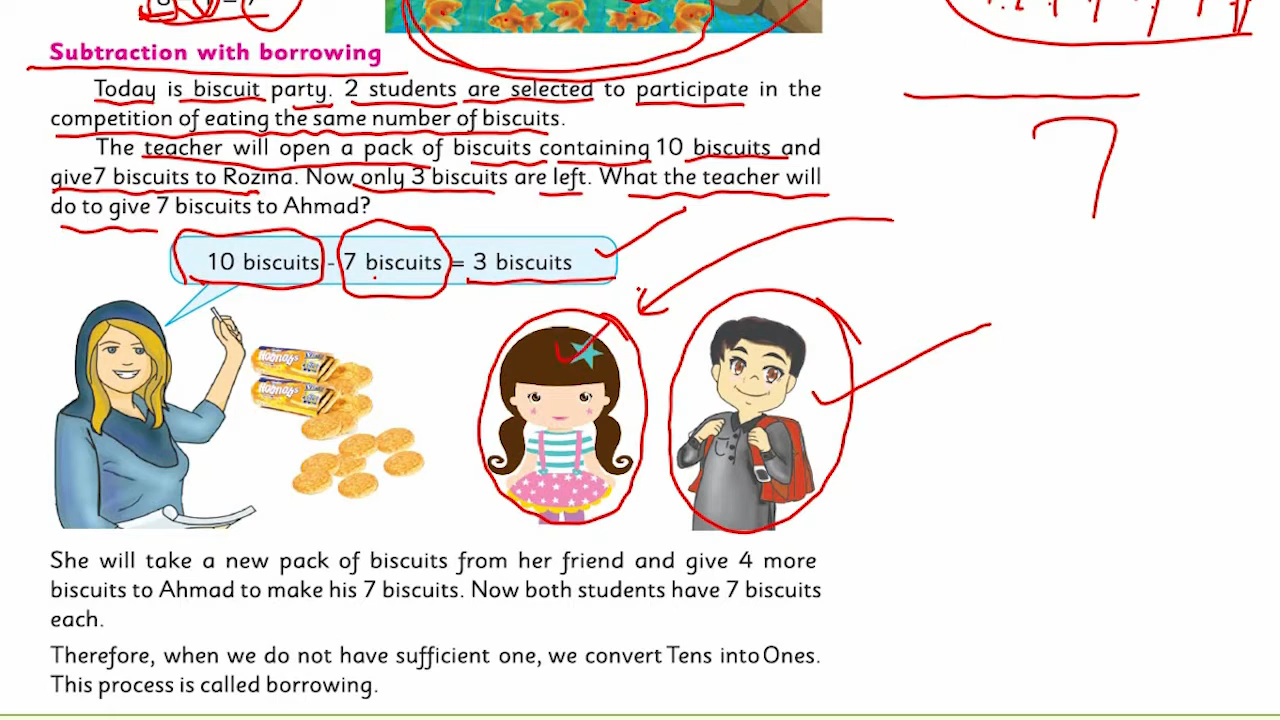 = 7
Subtraction with borrowing
Today is biscuit party. 2 students are selected to participate in the
competition of eating the same number of biscuits.
The teacher will open a pack of biscuits containing 10 biscuits and
give7 biscuits to Rozina. Now only 3 biscuits are left. What the teacher will
do to give 7 biscuits to Ahmad?
7
10 biscuits - 7 biscuits = 3 biscuits
She will take a new pack of biscuits from her friend and give 4 more
biscuits to Ahmad to make his 7 biscuits. Now both students have 7 biscuits
each.
Therefore, when we do not have sufficient one, we convert Tens into Ones.
This process is called borrowing.